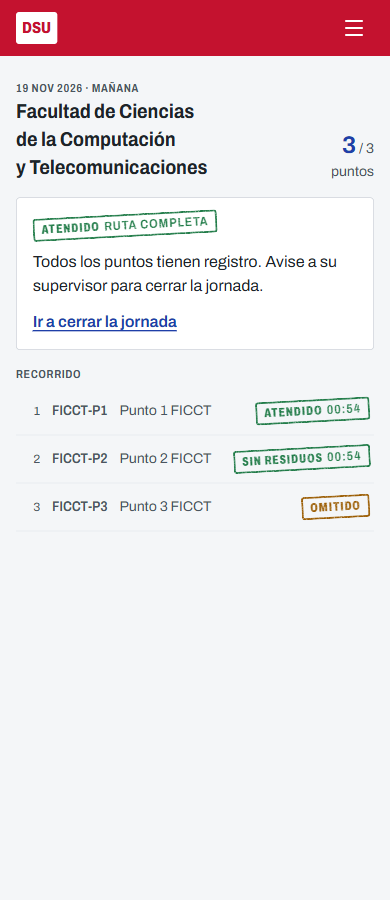 DSU
19 NOV 2026 · MAÑANA
Facultad de Ciencias
de la Computación
y Telecomunicaciones
3 / 3
puntos
ATENDIDO RUTA COMPLETA
Todos los puntos tienen registro. Avise a su
supervisor para cerrar la jornada.
Ir a cerrar la jornada
RECORRIDO
1 FICCT-P1 Punto 1 FICCT ATENDIDO 00:54
2 FICCT-P2 Punto 2 FICCT SIN RESIDUOS 00:54
3 FICCT-P3 Punto 3 FICCT OMITIDO